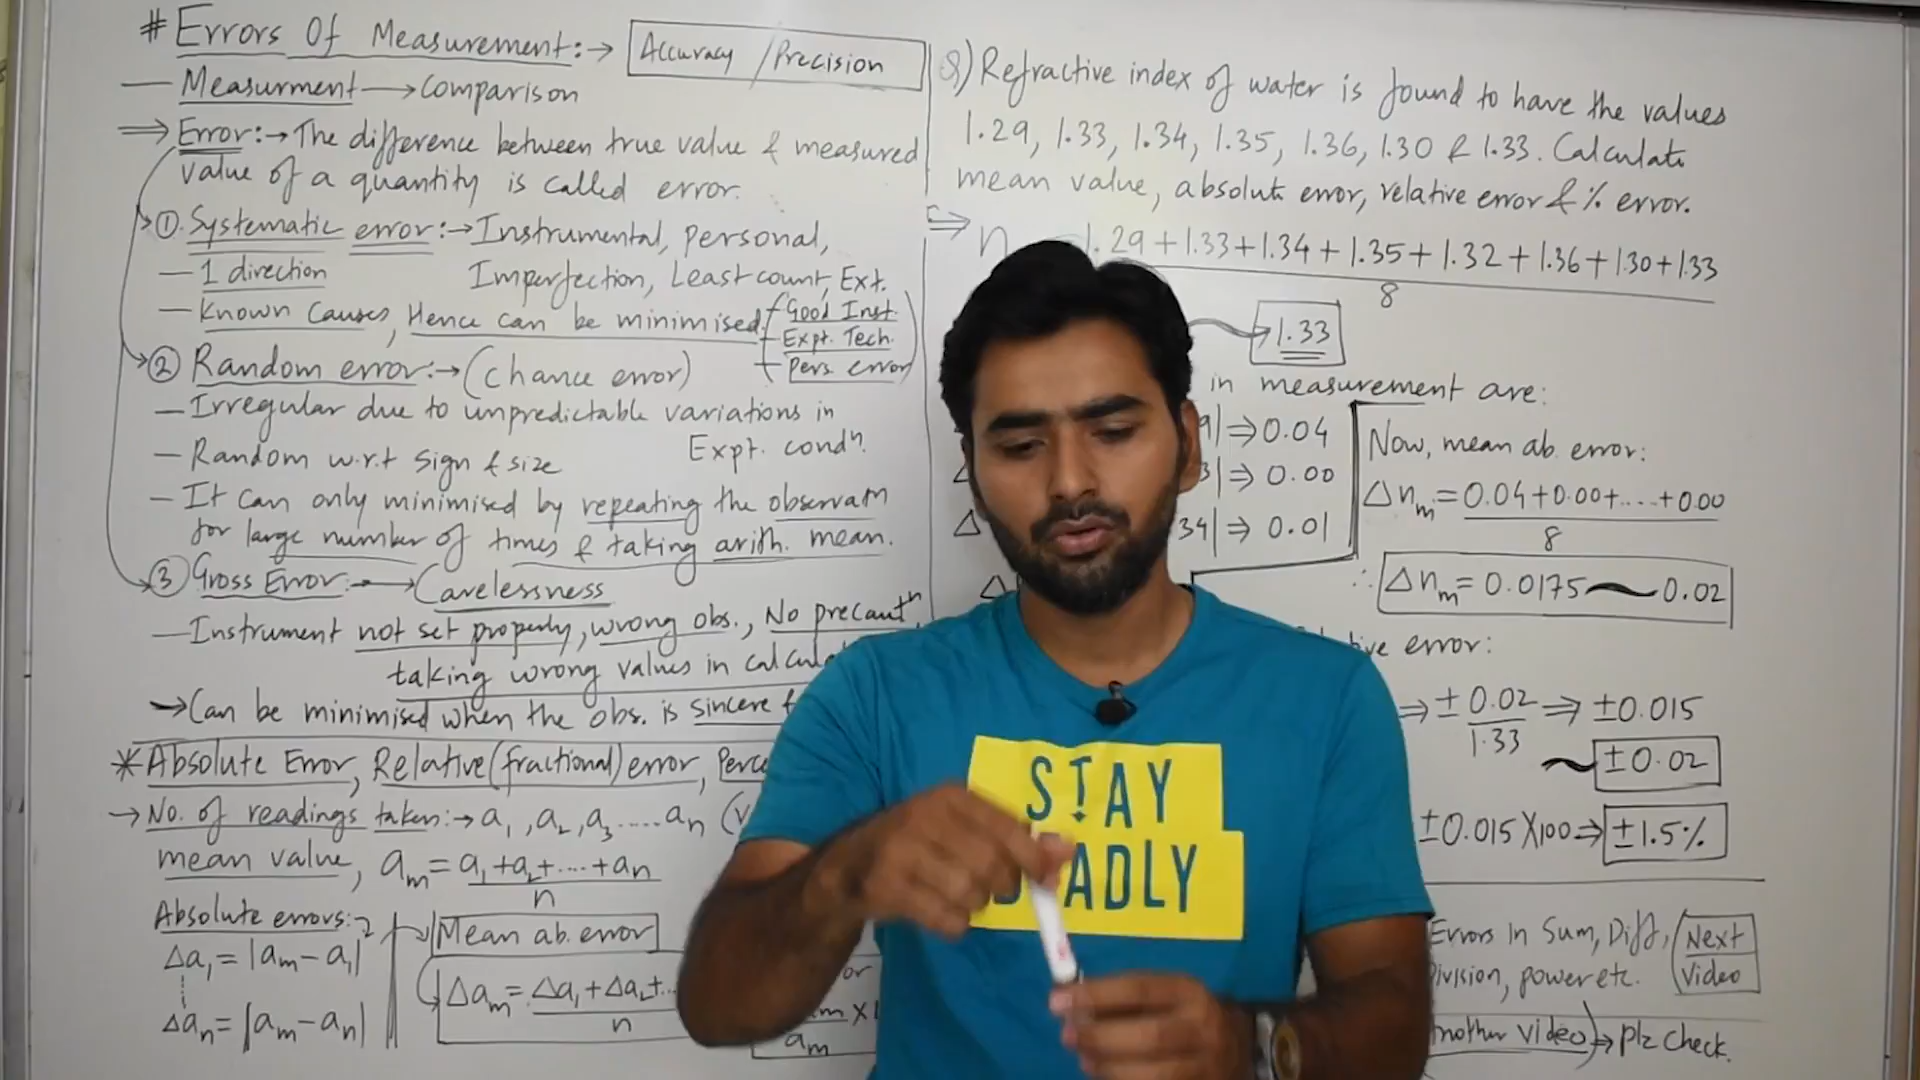 # Errors Of Measurement:→ Accuracy / Precision
— Measurment → Comparison
⇒ Error:→ The difference between true value & measured
value of a quantity is called error.
① Systematic error:→ Instrumental, personal,
— 1 direction Imperfection, Least count, Ext.
— Known Causes, Hence can be minimised
Good Inst.
Expt. Tech.
Pers. error
② Random error:→ (Chance error)
— Irregular due to unpredictable variations in
Expt. condⁿ.
— Random w.r.t sign & size
— It can only minimised by repeating the observatn
for large number of times & taking arith. mean.
③ Gross Error:→ Carelessness
— Instrument not set properly, wrong obs., No precautⁿ,
taking wrong values in
→ Can be minimised when the obs. is sincere &
* Absolute Error, Relative (fractional) error,
→ No. of readings taken:→ a₁, a₂, a₃ ..... aₙ
mean value, aₘ = a₁+a₂+....+aₙ
n
Absolute errors:
Δa₁ = |aₘ - a₁|
Δaₙ = |aₘ - aₙ|
Mean ab. error
Δaₘ = Δa₁ + Δa₂ +..
n
aₘ
Q) Refractive index of water is found to have the values
1.29, 1.33, 1.34, 1.35, 1.36, 1.30 & 1.33. Calculate
mean value, absolute error, relative error & % error.
⇒ n 1.29 + 1.33 + 1.34 + 1.35 + 1.32 + 1.36 + 1.30 + 1.33
8
→ 1.33
in measurement are:
⇒ 0.04
⇒ 0.00
34| ⇒ 0.01
Now, mean ab. error:
Δnₘ = 0.04 + 0.00 + .... + 0.00
8
∴ Δnₘ = 0.0175 ~ 0.02
error:
⇒ ± 0.02 ⇒ ±0.015
1.33
~ ±0.02
±0.015 X100 ⇒ ±1.5%
Errors in Sum, Diff,
Division, power etc.
Next
Video
Another video) → plz check.
STAY